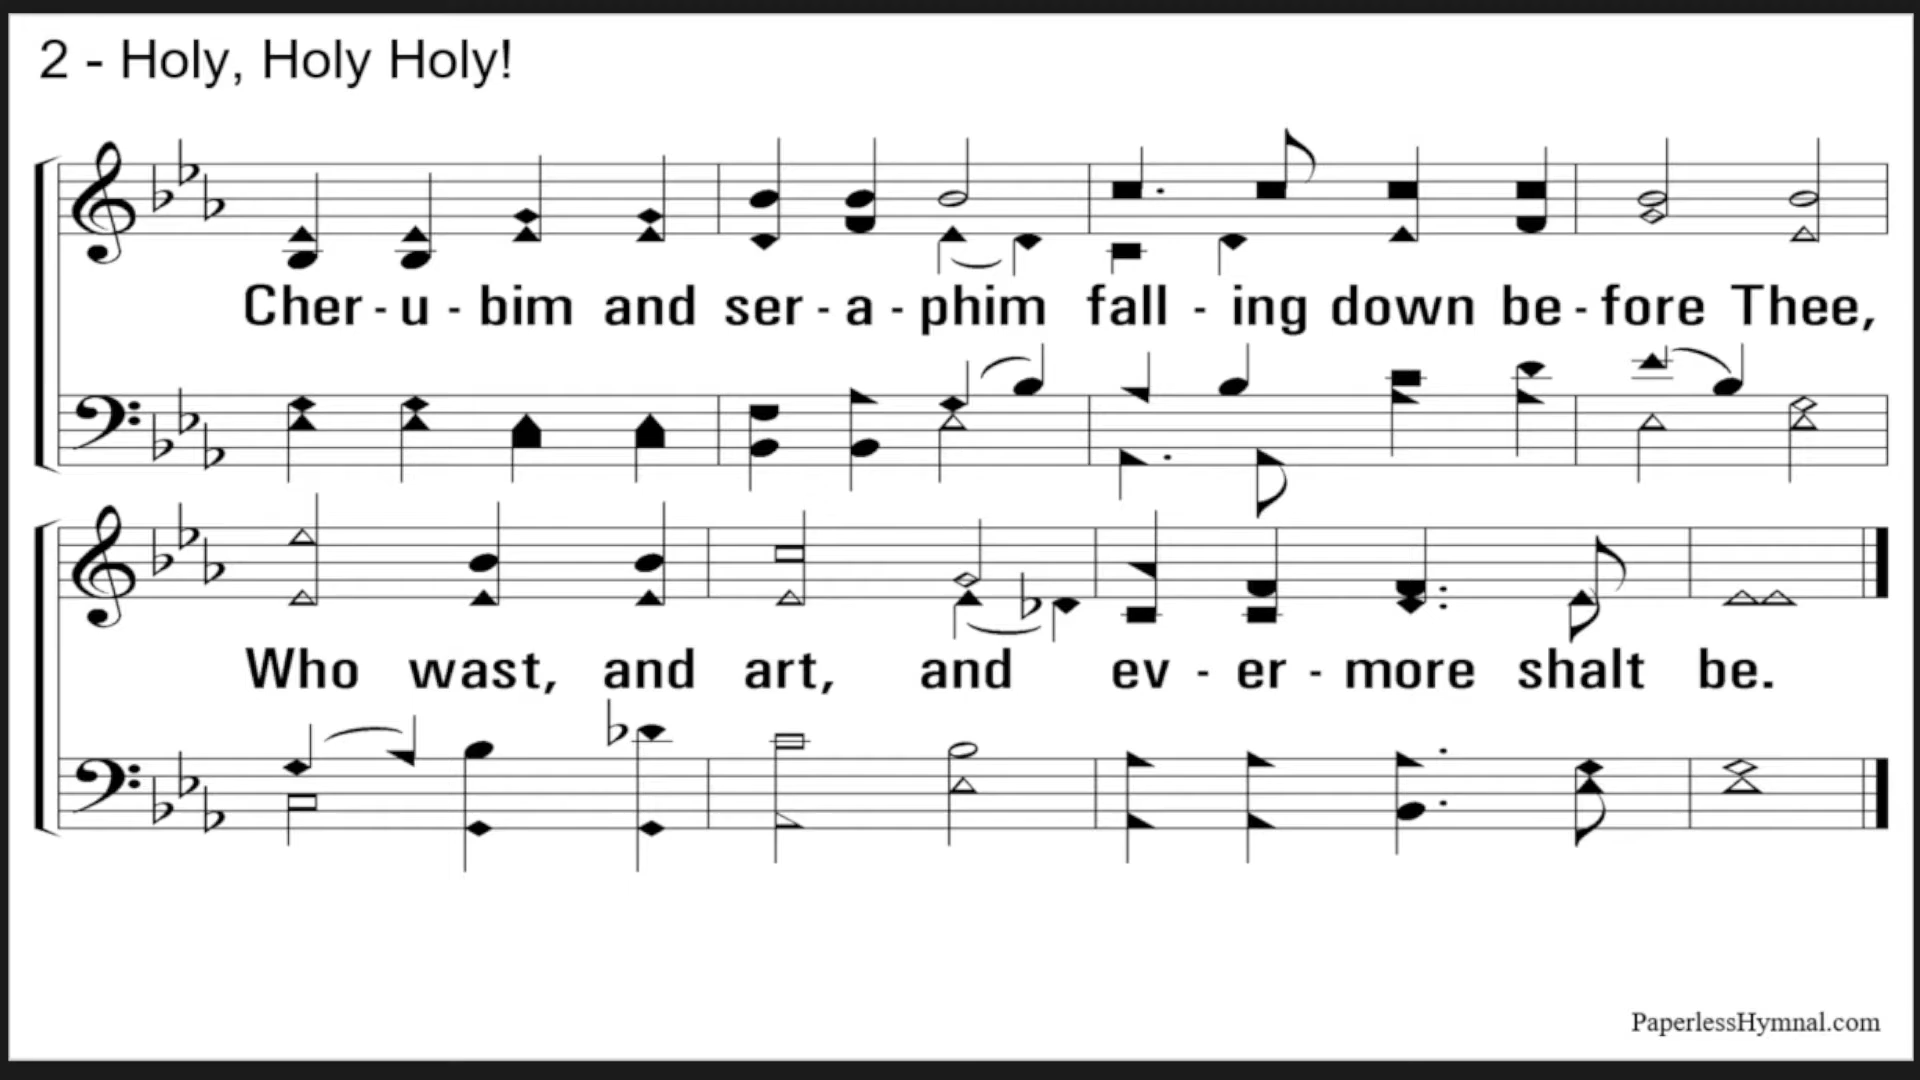 2 - Holy, Holy Holy!
Cher - u - bim and ser - a - phim fall - ing down be - fore Thee,
Who wast, and art, and ev - er - more shalt be.
PaperlessHymnal.com